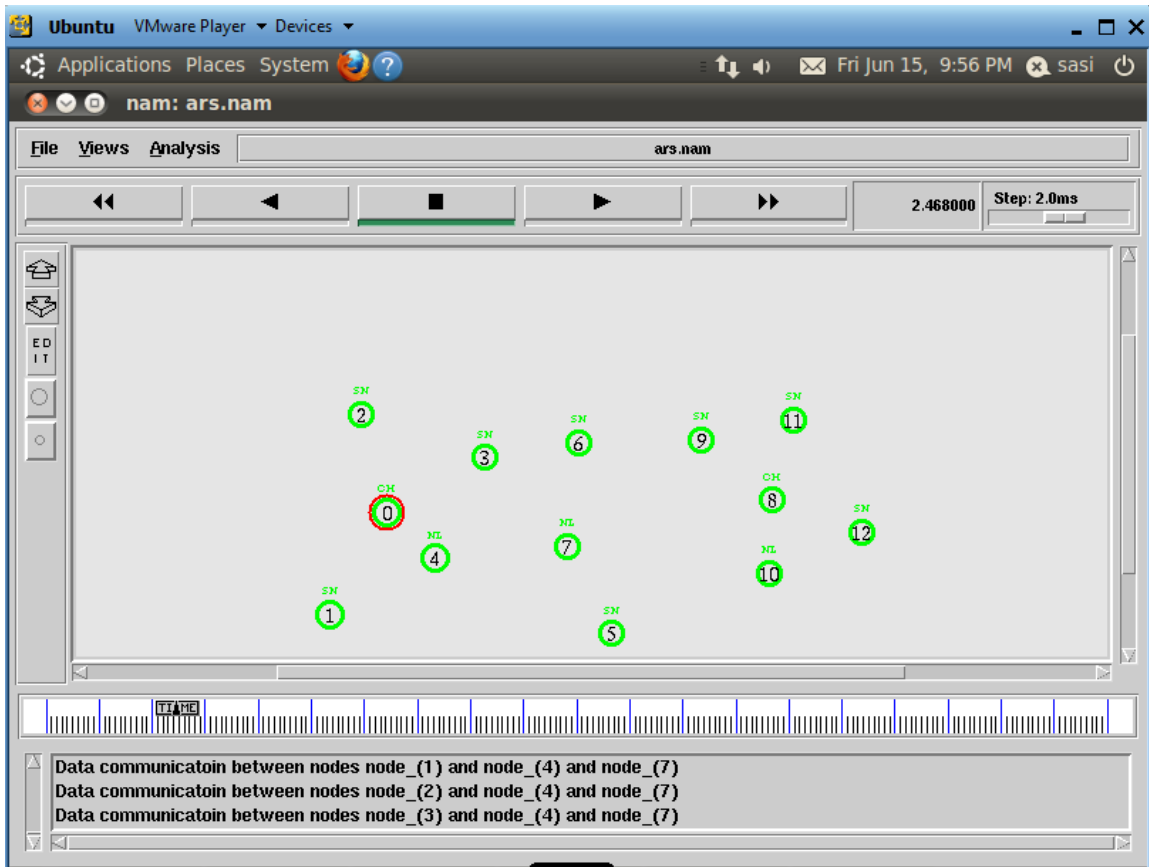 Ubuntu VMware Player ▾ Devices ▾
Applications Places System ? Fri Jun 15, 9:56 PM sasi
nam: ars.nam
File Views Analysis ars.nam
2.468000 Step: 2.0ms
ED
IT
SN
2
SN
3
SN
6
SN
9
SN
11
CH
0
NL
4
NL
7
CH
8
SN
12
NL
10
SN
1
SN
5
TIME
Data communicatoin between nodes node_(1) and node_(4) and node_(7)
Data communicatoin between nodes node_(2) and node_(4) and node_(7)
Data communicatoin between nodes node_(3) and node_(4) and node_(7)